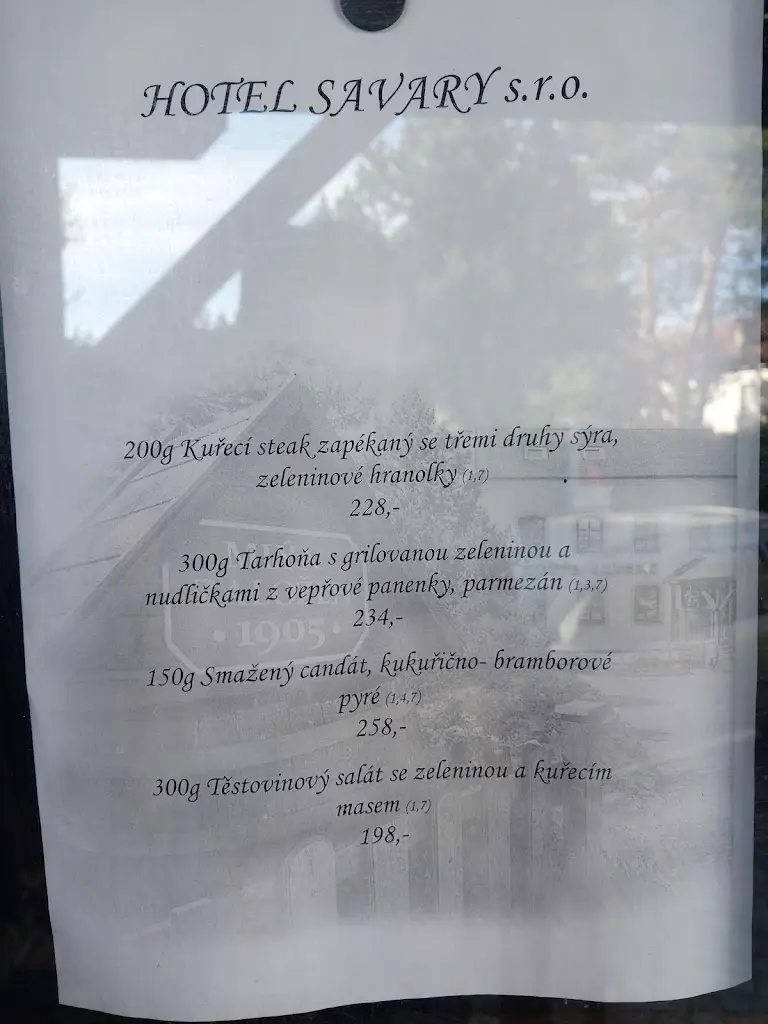 HOTEL SAVARY s.r.o.
200g Kuřecí steak zapékaný se třemi druhy sýra,
zeleninové hranolky (1,7)
228,-
300g Tarhoňa s grilovanou zeleninou a
nudličkami z vepřové panenky, parmezán (1,3,7)
234,-
150g Smažený candát, kukuřično- bramborové
pyré (1,4,7)
258,-
300g Těstovinový salát se zeleninou a kuřecím
masem (1,7)
198,-
• 1905 •